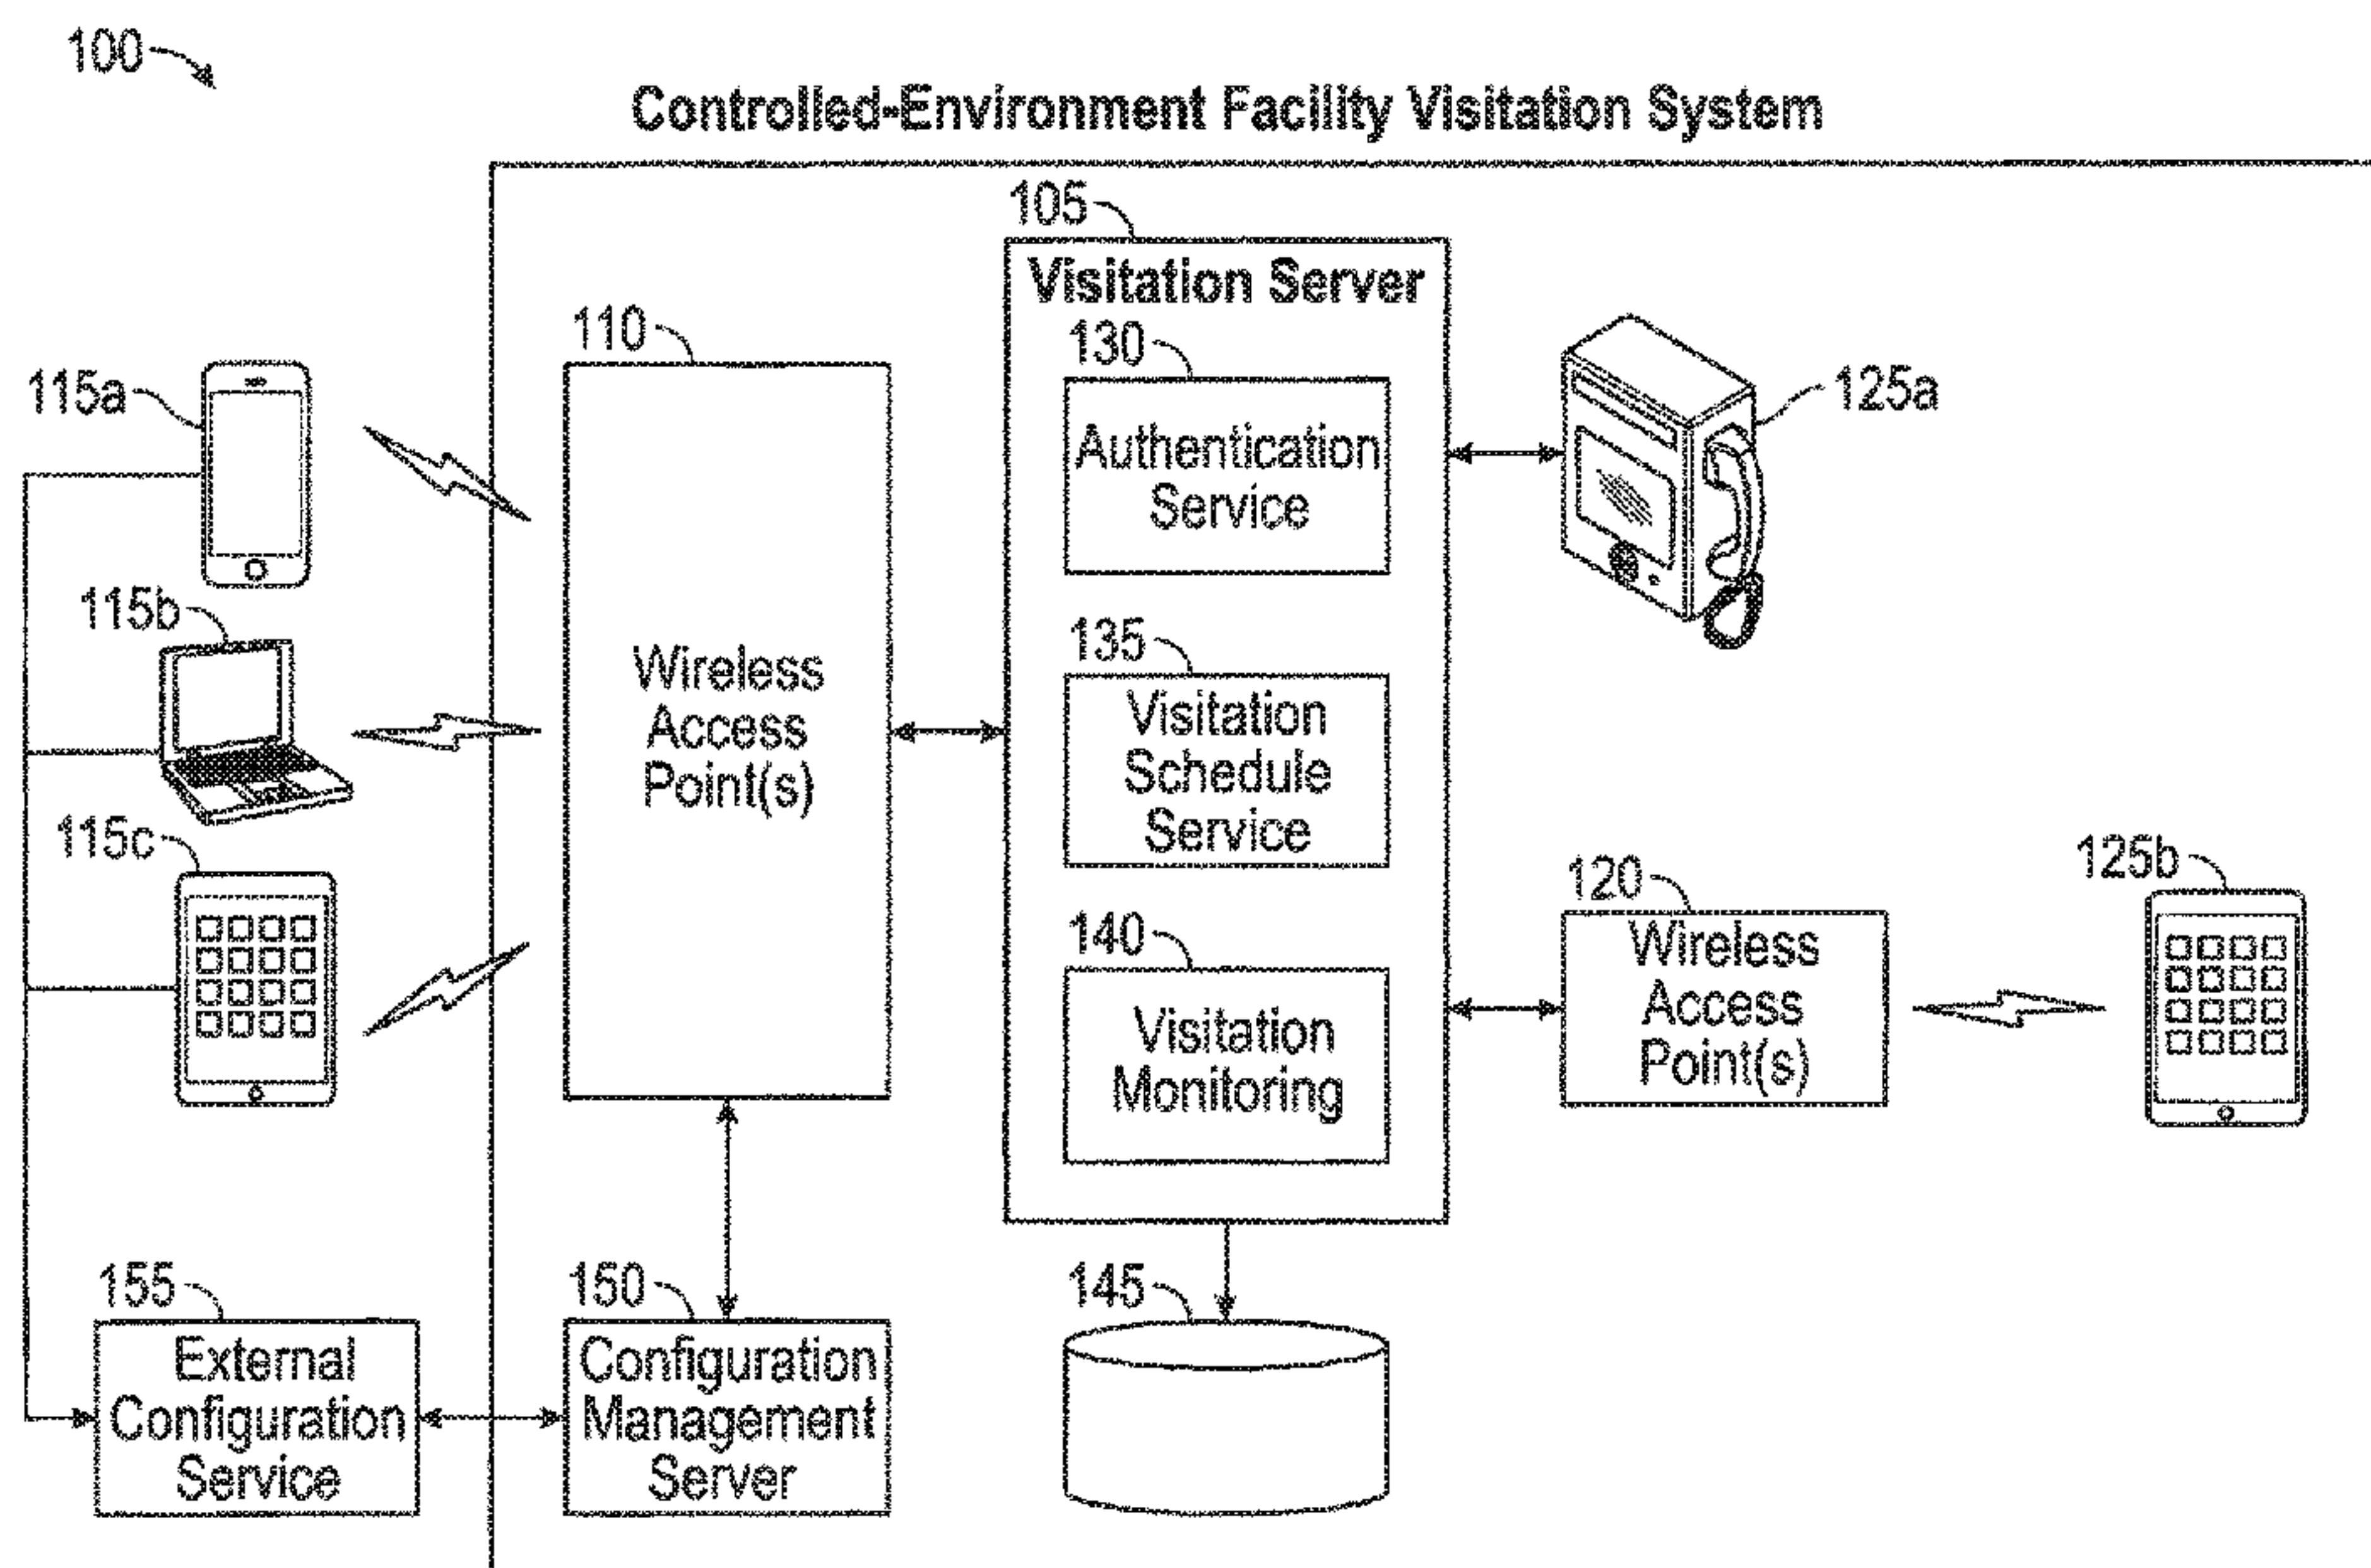 100
Controlled-Environment Facility Visitation System
105
Visitation Server
110
130
115a
125a
Authentication
Service
115b
135
Wireless
Access
Point(s)
Visitation
Schedule
Service
115c
120
125b
140
Wireless
Access
Point(s)
Visitation
Monitoring
155
150
145
External
Configuration
Service
Configuration
Management
Server